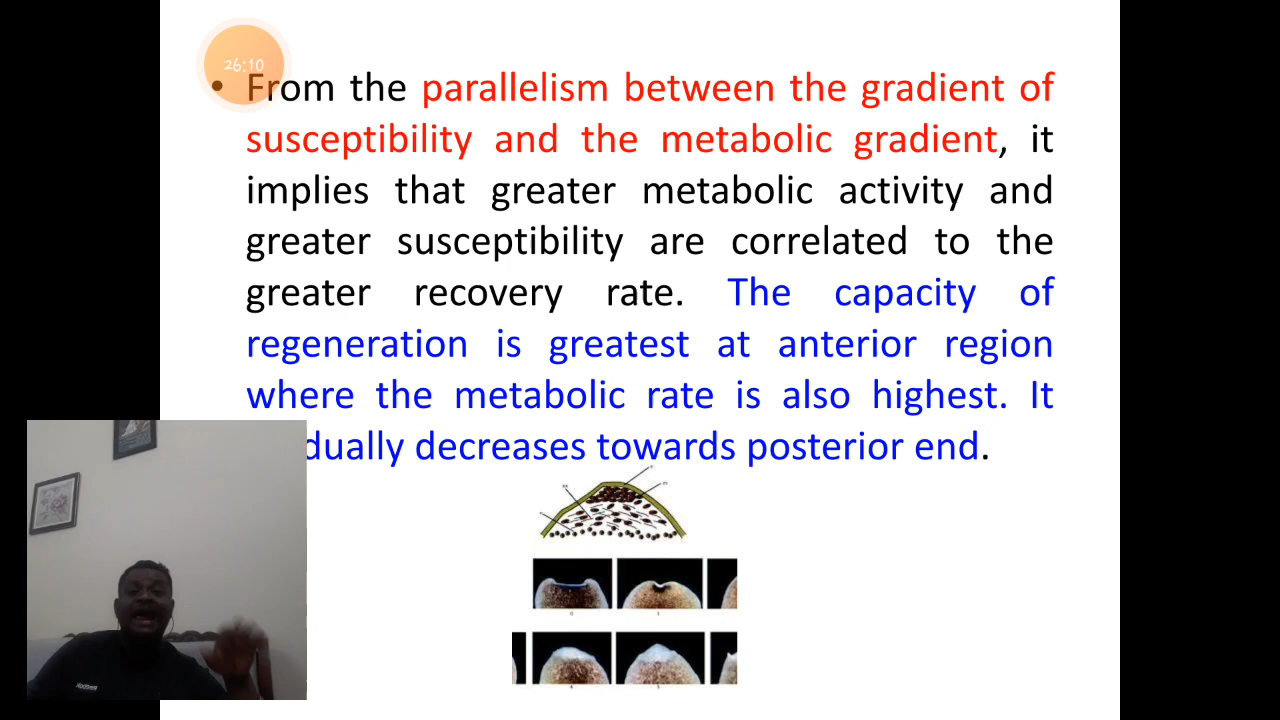 26:10
• From the parallelism between the gradient of
susceptibility and the metabolic gradient, it
implies that greater metabolic activity and
greater susceptibility are correlated to the
greater recovery rate. The capacity of
regeneration is greatest at anterior region
where the metabolic rate is also highest. It
dually decreases towards posterior end.